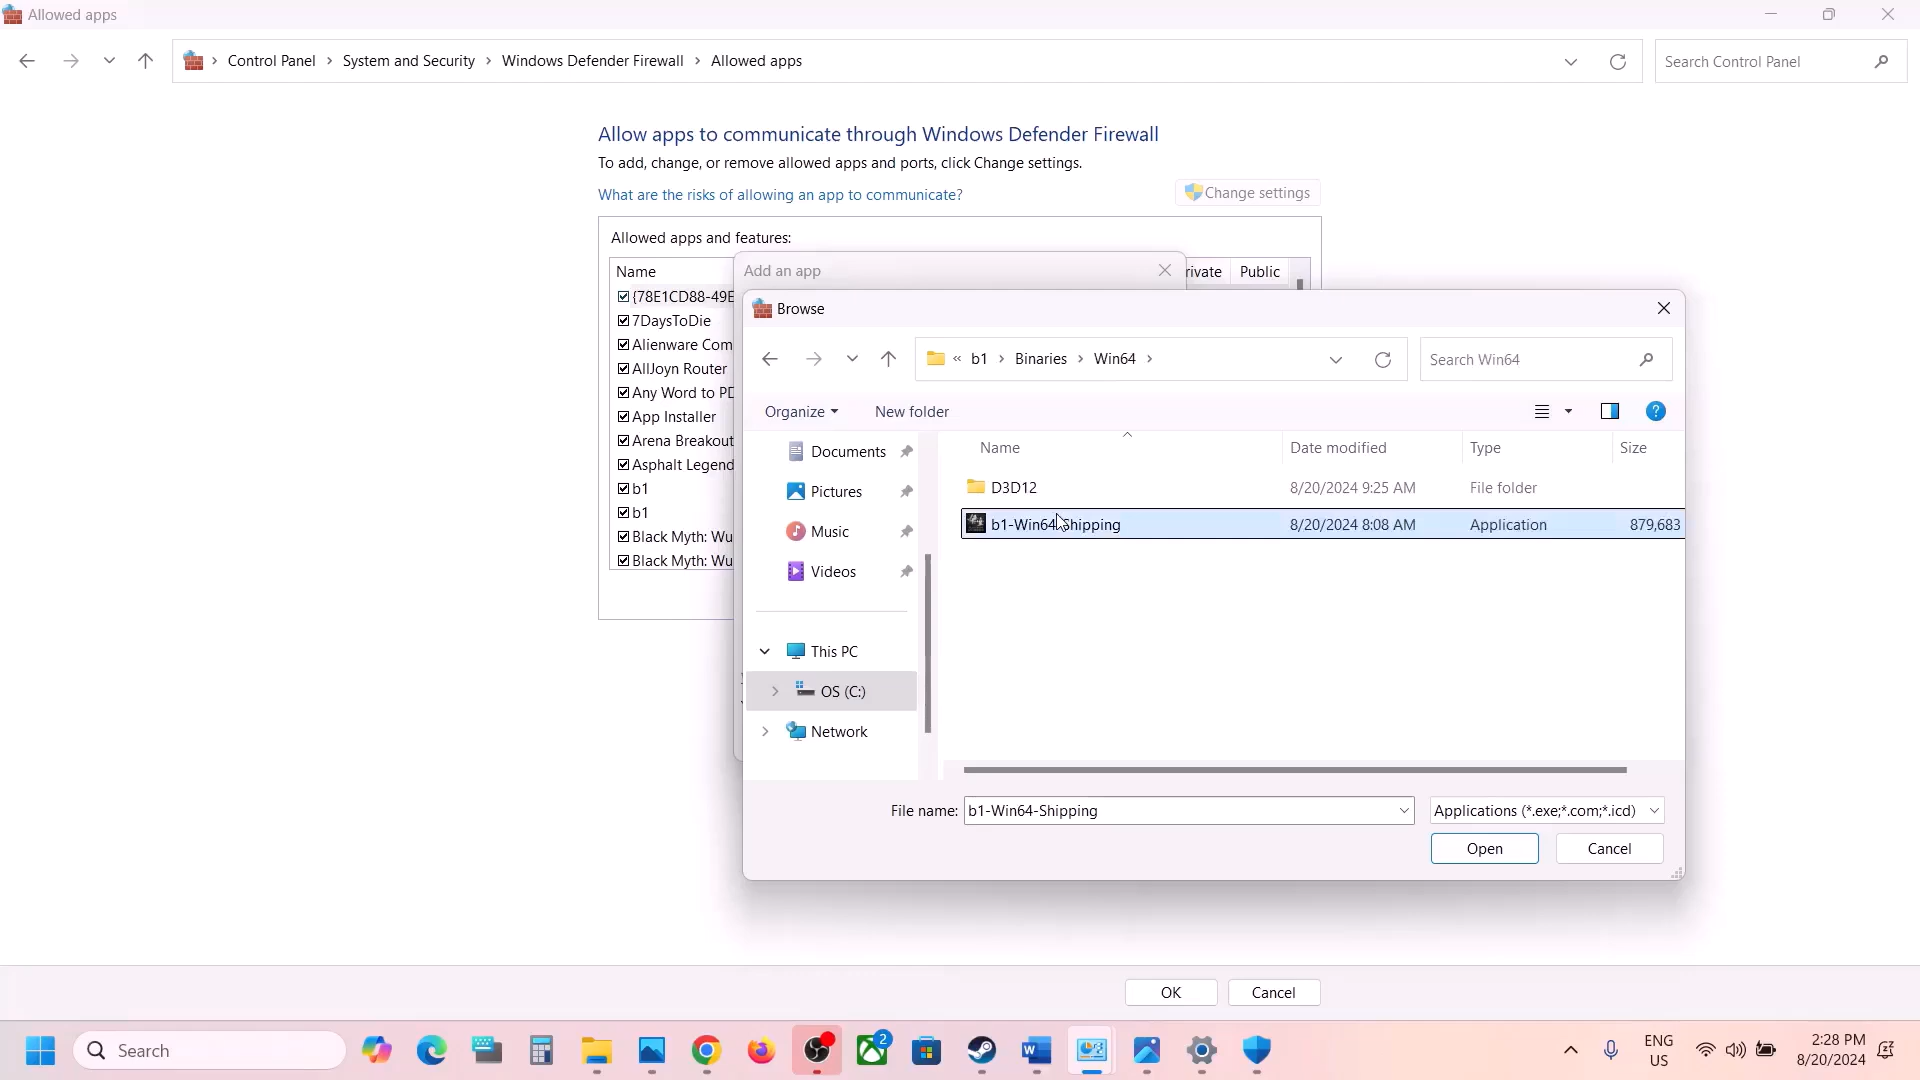 Allowed apps
Control Panel > System and Security > Windows Defender Firewall > Allowed apps
Search Control Panel
Allow apps to communicate through Windows Defender Firewall
To add, change, or remove allowed apps and ports, click Change settings.
What are the risks of allowing an app to communicate?
Change settings
Allowed apps and features:
Name
rivate
Public
{78E1CD88-49E
7DaysToDie
Alienware Com
AllJoyn Router
Any Word to PD
App Installer
Arena Breakout
Asphalt Legend
b1
b1
Black Myth: Wu
Black Myth: Wu
Add an app
Browse
« b1 > Binaries > Win64 >
Search Win64
Organize
New folder
Documents
Pictures
Music
Videos
This PC
OS (C:)
Network
Name Date modified Type Size
D3D12 8/20/2024 9:25 AM File folder
b1-Win64-Shipping 8/20/2024 8:08 AM Application 879,683
File name: b1-Win64-Shipping
Applications (*.exe;*.com;*.icd)
Open
Cancel
OK
Cancel
Search
2
ENG
US
2:28 PM
8/20/2024